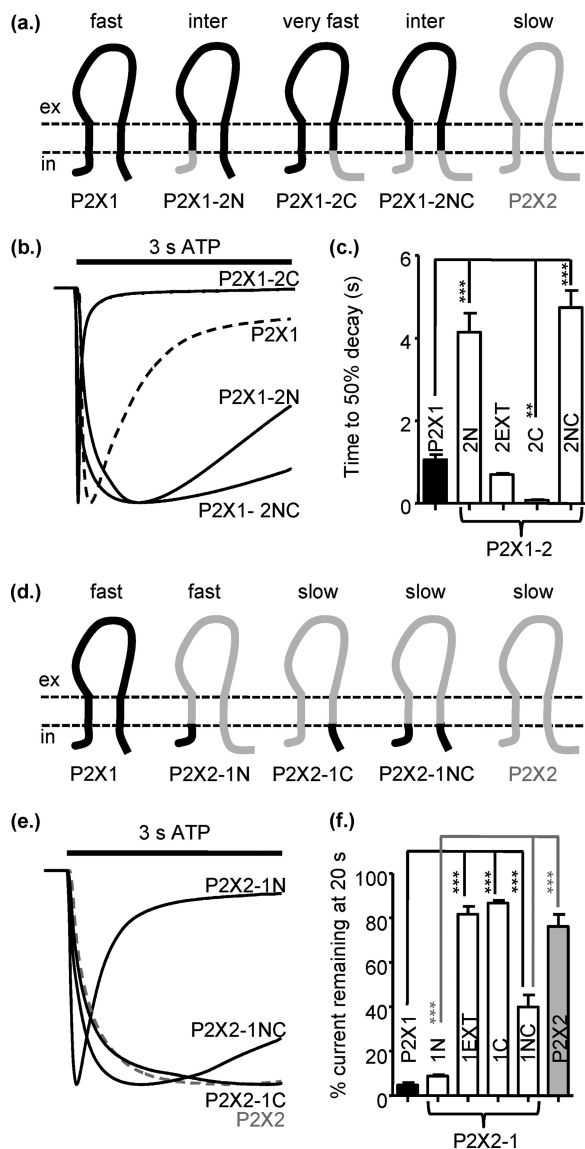 (a.)
fast inter very fast inter slow
ex
in
P2X1 P2X1-2N P2X1-2C P2X1-2NC P2X2
(b.)
3 s ATP
P2X1-2C
P2X1
P2X1-2N
P2X1- 2NC
(c.)
Time to 50% decay (s)
6
4
2
0
P2X1 2N 2EXT 2C 2NC
*** ** ***
P2X1-2
(d.)
fast fast slow slow slow
ex
in
P2X1 P2X2-1N P2X2-1C P2X2-1NC P2X2
(e.)
3 s ATP
P2X2-1N
P2X2-1NC
P2X2-1C
P2X2
(f.)
% current remaining at 20 s
100
80
60
40
20
0
P2X1 1N 1EXT 1C 1NC P2X2
*** *** *** *** ***
P2X2-1